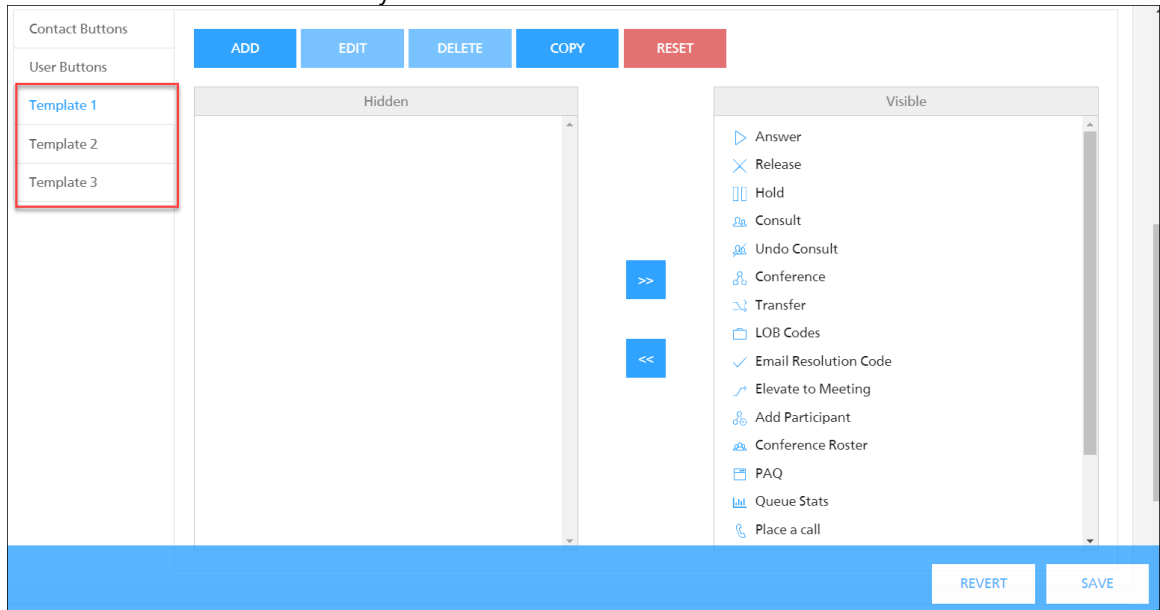 Contact Buttons
User Buttons
Template 1
Template 2
Template 3
ADD EDIT DELETE COPY RESET
Hidden
>>
<<
Visible
Answer
Release
Hold
Consult
Undo Consult
Conference
Transfer
LOB Codes
Email Resolution Code
Elevate to Meeting
Add Participant
Conference Roster
PAQ
Queue Stats
Place a call
REVERT SAVE